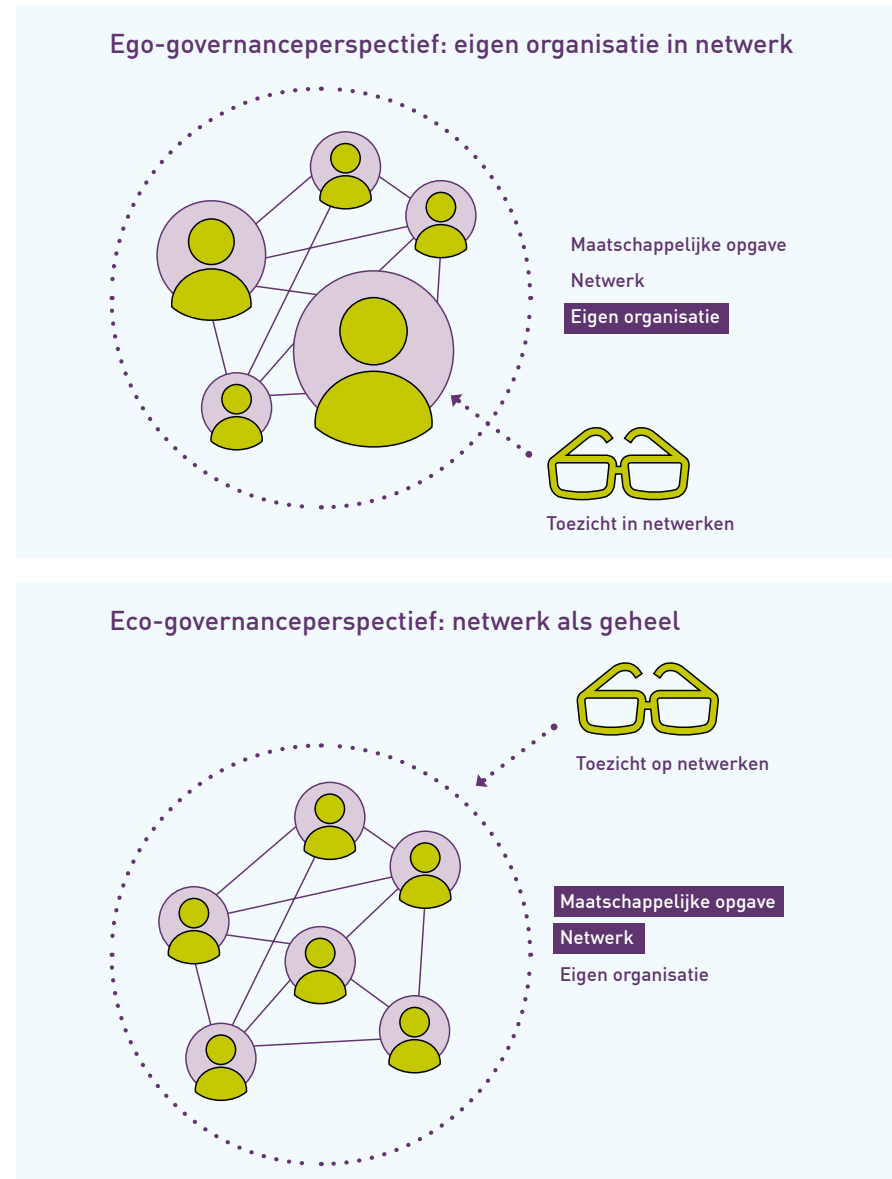 Ego-governanceperspectief: eigen organisatie in netwerk
Maatschappelijke opgave
Netwerk
Eigen organisatie
Toezicht in netwerken
Eco-governanceperspectief: netwerk als geheel
Toezicht op netwerken
Maatschappelijke opgave
Netwerk
Eigen organisatie